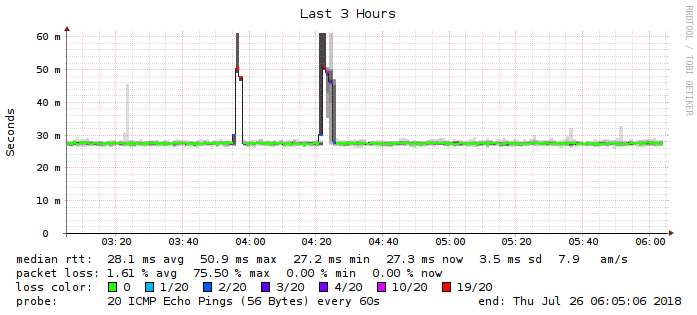 Last 3 Hours
RRDTOOL / TOBI OETIKER
Seconds
60 m
50 m
40 m
30 m
20 m
10 m
0
03:20 03:40 04:00 04:20 04:40 05:00 05:20 05:40 06:00
median rtt: 28.1 ms avg 50.9 ms max 27.2 ms min 27.3 ms now 3.5 ms sd 7.9 am/s
packet loss: 1.61 % avg 75.50 % max 0.00 % min 0.00 % now
loss color: 0 1/20 2/20 3/20 4/20 10/20 19/20
probe: 20 ICMP Echo Pings (56 Bytes) every 60s end: Thu Jul 26 06:05:06 2018